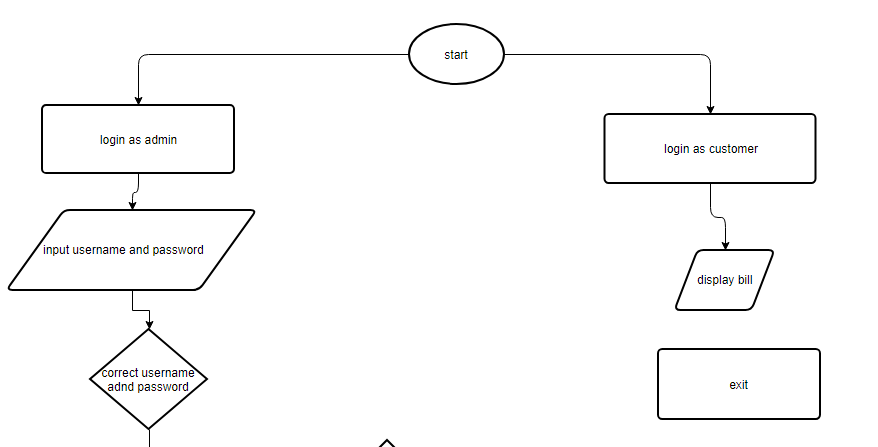 start
login as admin
login as customer
input username and password
display bill
correct username
adnd password
exit